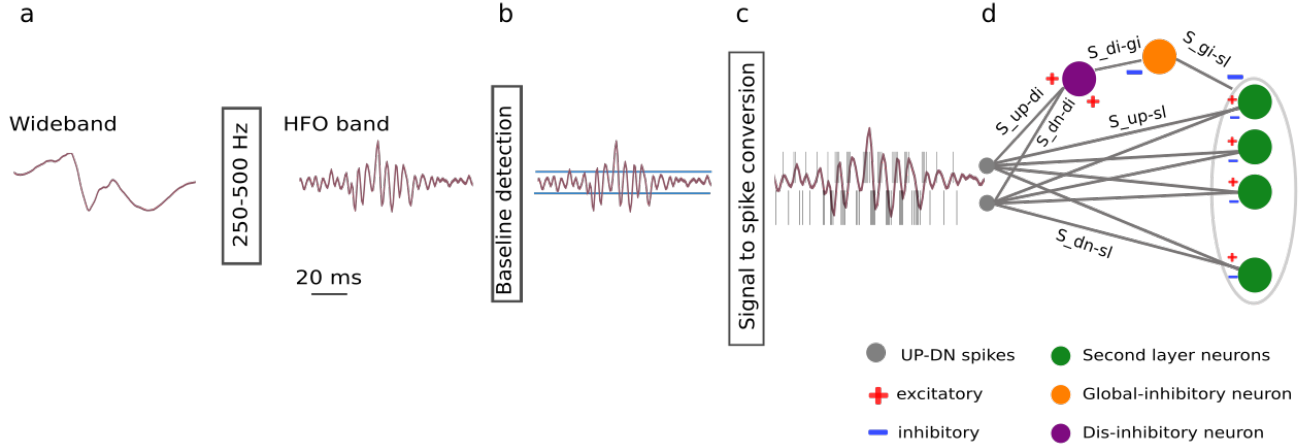 a
b
c
d
Wideband
250-500 Hz
HFO band
20 ms
Baseline detection
Signal to spike conversion
S_up-di
S_dn-di
S_di-gi
S_gi-sl
S_up-sl
S_dn-sl
UP-DN spikes
excitatory
inhibitory
Second layer neurons
Global-inhibitory neuron
Dis-inhibitory neuron